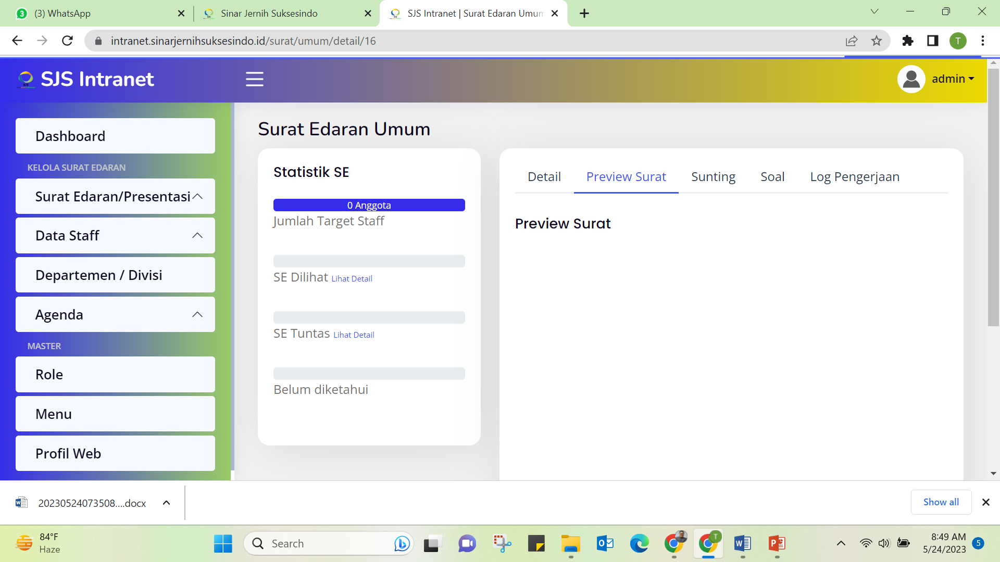 (3) WhatsApp
Sinar Jernih Suksesindo
SJS Intranet | Surat Edaran Umum
intranet.sinarjernihsuksesindo.id/surat/umum/detail/16
T
SJS Intranet
admin
Dashboard
KELOLA SURAT EDARAN
Surat Edaran/Presentasi
Data Staff
Departemen / Divisi
Agenda
MASTER
Role
Menu
Profil Web
Surat Edaran Umum
Statistik SE
0 Anggota
Jumlah Target Staff
SE Dilihat Lihat Detail
SE Tuntas Lihat Detail
Belum diketahui
Detail
Preview Surat
Sunting
Soal
Log Pengerjaan
Preview Surat
20230524073508....docx
Show all
84°F
Haze
Search
8:49 AM
5/24/2023
5